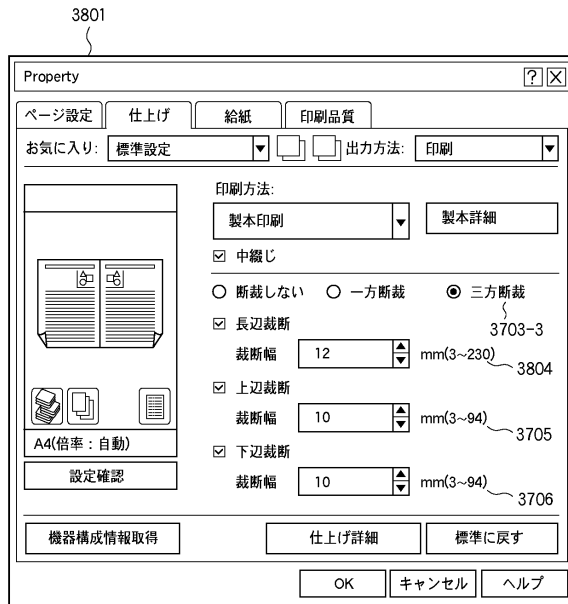 3801
Property ? X
ページ設定 仕上げ 給紙 印刷品質
お気に入り: 標準設定 出力方法: 印刷
印刷方法:
製本印刷 製本詳細
中綴じ
断裁しない 一方断裁 三方断裁
3703-3
長辺裁断
裁断幅 12 mm(3~230) 3804
上辺裁断
裁断幅 10 mm(3~94) 3705
下辺裁断
裁断幅 10 mm(3~94) 3706
A4(倍率：自動)
設定確認
機器構成情報取得 仕上げ詳細 標準に戻す
OK キャンセル ヘルプ